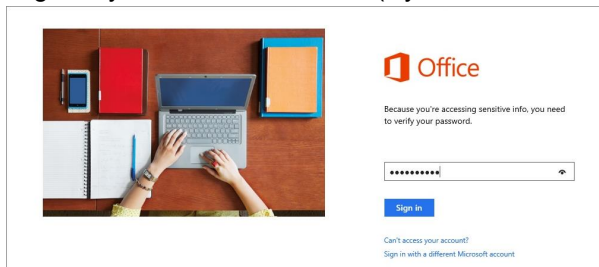 Office
Because you're accessing sensitive info, you need
to verify your password.
••••••••••
Sign in
Can't access your account?
Sign in with a different Microsoft account